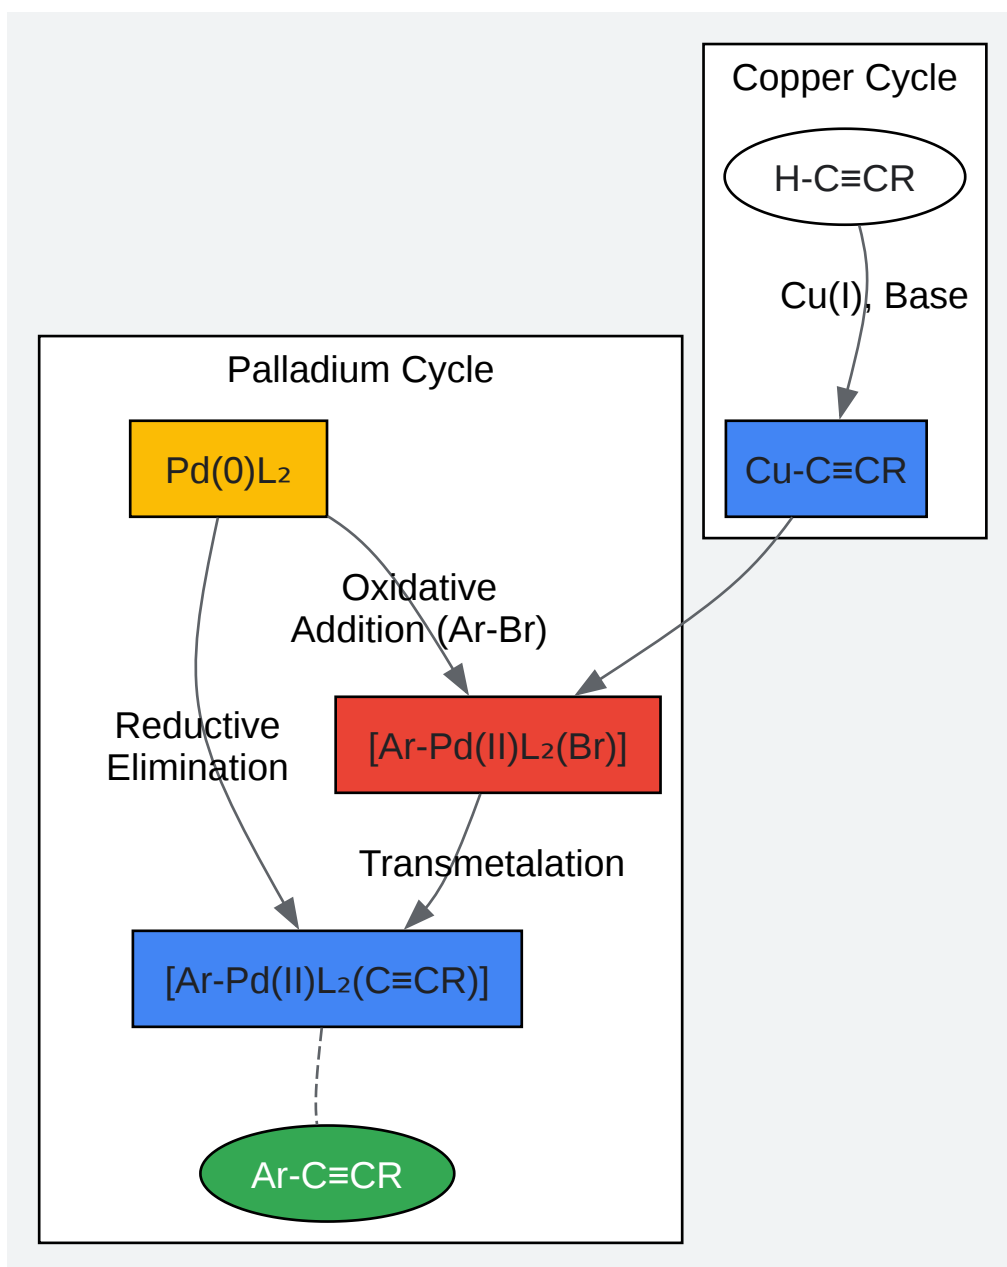 Copper Cycle
H-C≡CR
Cu(I), Base
Cu-C≡CR
Palladium Cycle
Pd(0)L₂
Oxidative
Addition (Ar-Br)
Reductive
Elimination
[Ar-Pd(II)L₂(Br)]
Transmetalation
[Ar-Pd(II)L₂(C≡CR)]
Ar-C≡CR